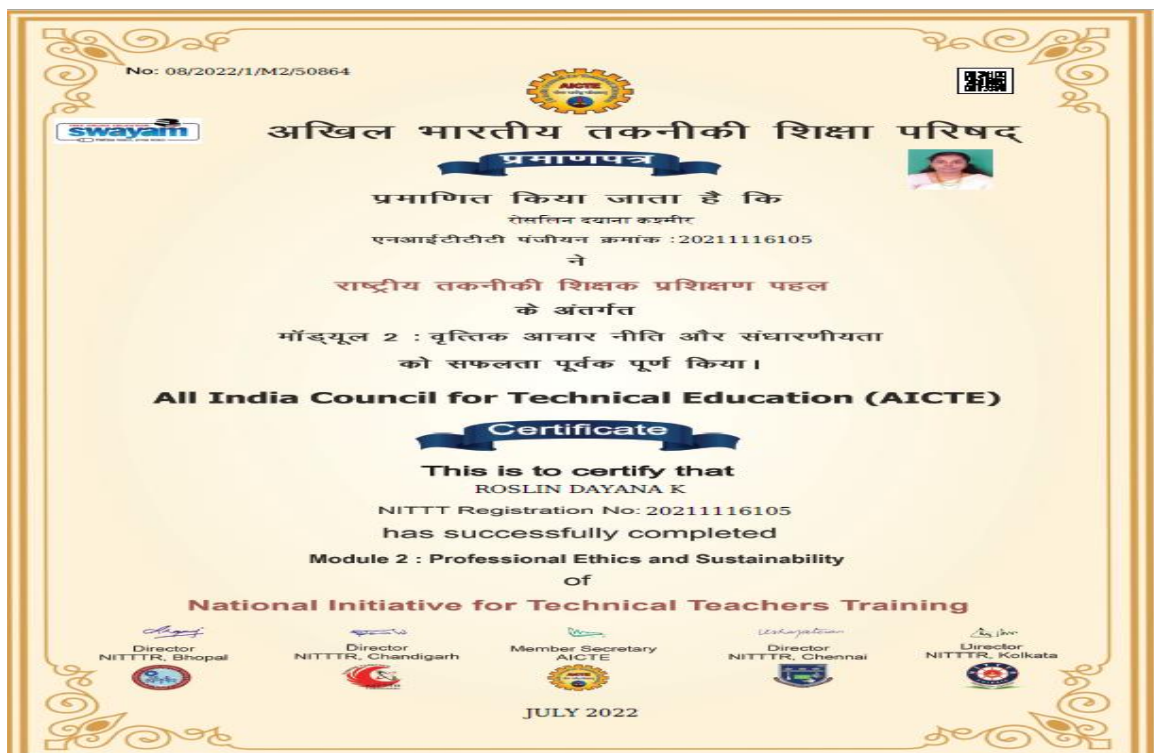 No: 08/2022/1/M2/50864
AICTE
swayam
अखिल भारतीय तकनीकी शिक्षा परिषद्
प्रमाणपत्र
प्रमाणित किया जाता है कि
रोसलिन दयाना कश्मीर
एनआईटीटीटी पंजीयन क्रमांक : 20211116105
ने
राष्ट्रीय तकनीकी शिक्षक प्रशिक्षण पहल
के अंतर्गत
मॉड्यूल 2 : वृत्तिक आचार नीति और संधारणीयता
को सफलता पूर्वक पूर्ण किया।
All India Council for Technical Education (AICTE)
Certificate
This is to certify that
ROSLIN DAYANA K
NITTT Registration No: 20211116105
has successfully completed
Module 2 : Professional Ethics and Sustainability
of
National Initiative for Technical Teachers Training
Director
NITTTR, Bhopal
Director
NITTTR, Chandigarh
Member Secretary
AICTE
Director
NITTTR, Chennai
Director
NITTTR, Kolkata
JULY 2022